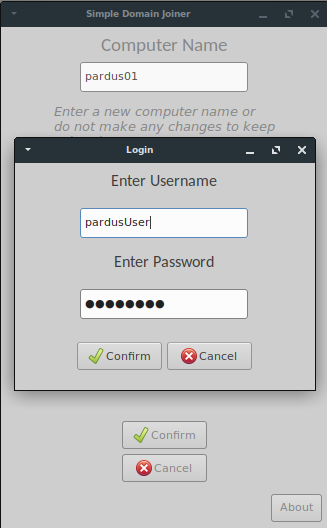 Simple Domain Joiner
Computer Name
pardus01
Enter a new computer name or
do not make any changes to keep
Login
Enter Username
pardusUser
Enter Password
●●●●●●●●
Confirm
Cancel
Confirm
Cancel
About